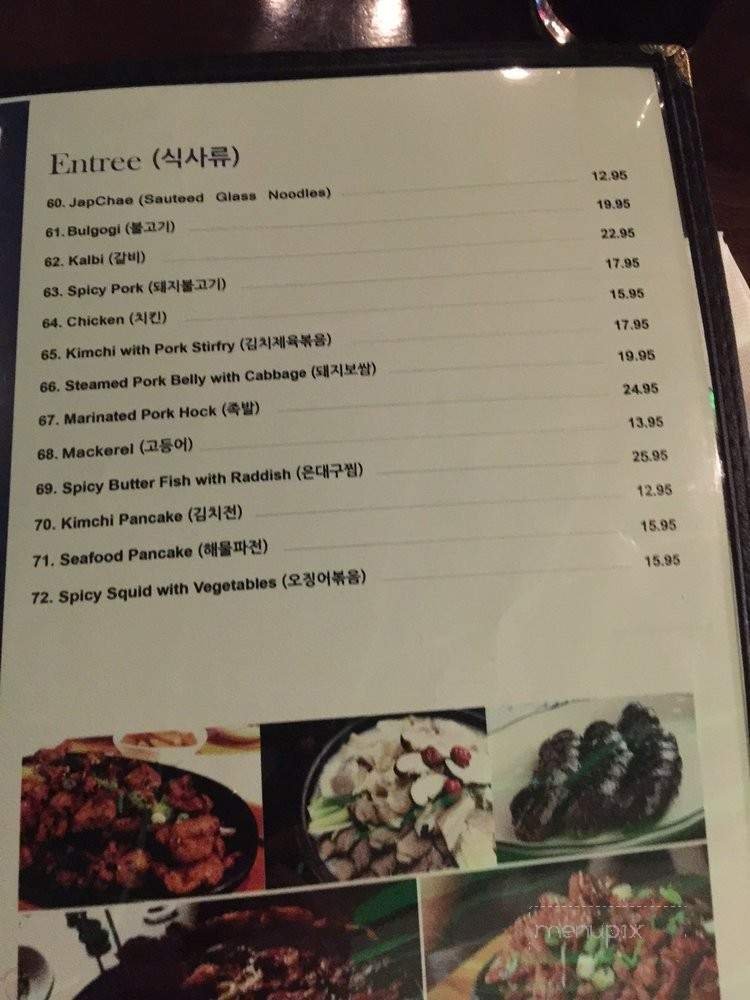 Entree (식사류)
60. JapChae (Sauteed Glass Noodles) 12.95
61. Bulgogi (불고기) 19.95
62. Kalbi (갈비) 22.95
63. Spicy Pork (돼지불고기) 17.95
64. Chicken (치킨) 15.95
65. Kimchi with Pork Stirfry (김치제육볶음) 17.95
66. Steamed Pork Belly with Cabbage (돼지보쌈) 19.95
67. Marinated Pork Hock (족발) 24.95
68. Mackerel (고등어) 13.95
69. Spicy Butter Fish with Raddish (은대구찜) 25.95
70. Kimchi Pancake (김치전) 12.95
71. Seafood Pancake (해물파전) 15.95
72. Spicy Squid with Vegetables (오징어볶음) 15.95
menupix